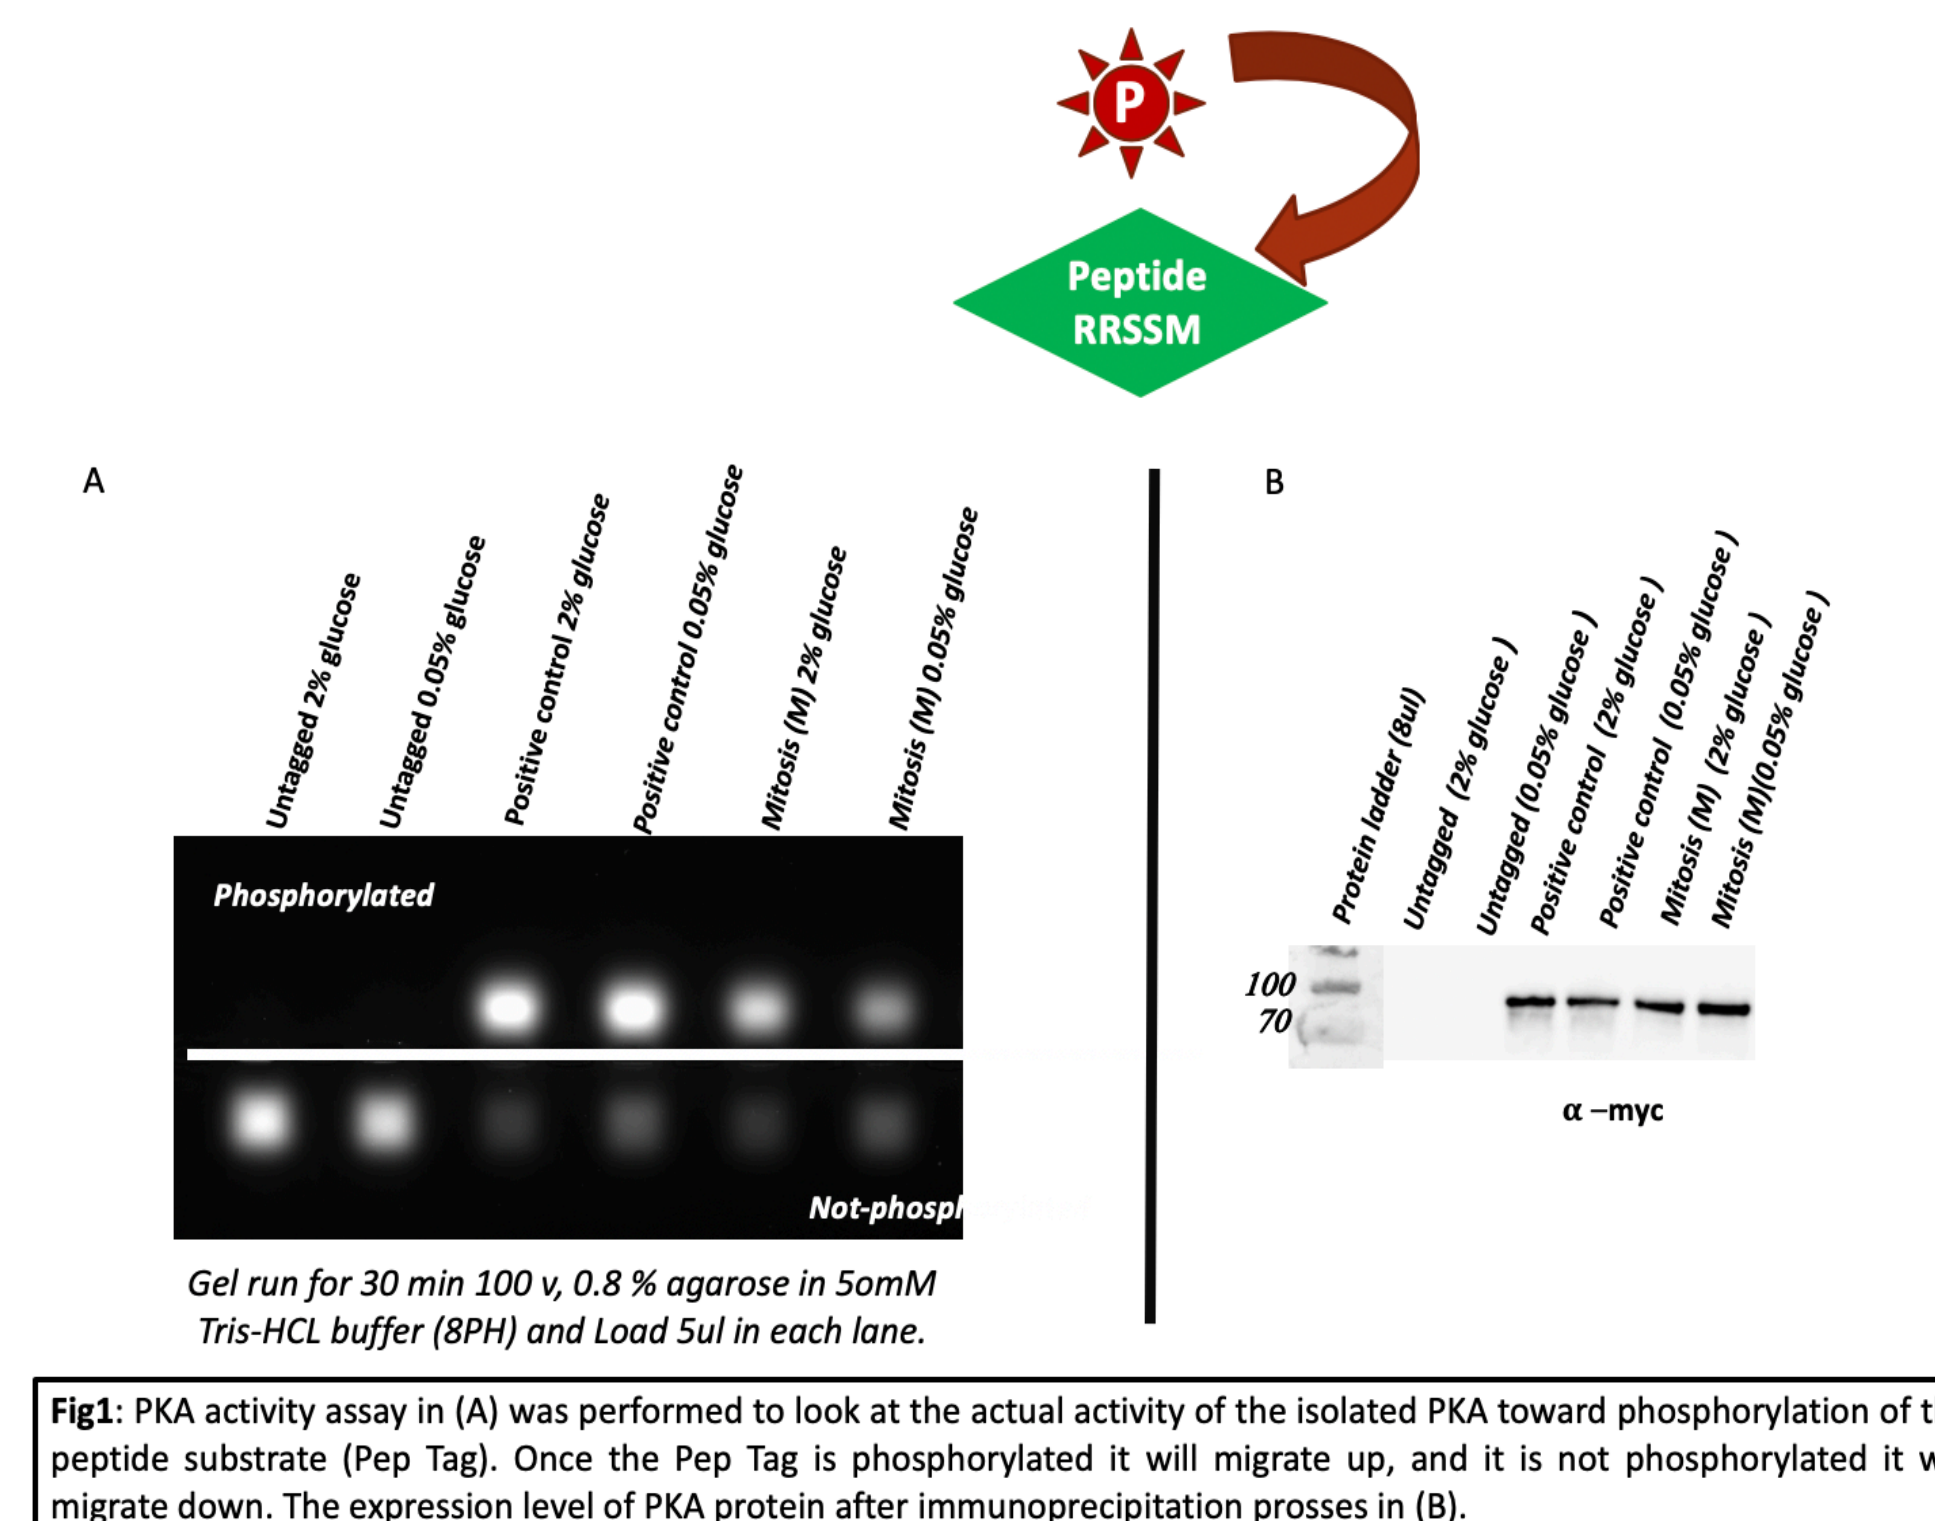 P
Peptide
RRSSM
A
Untagged 2% glucose
Untagged 0.05% glucose
Positive control 2% glucose
Positive control 0.05% glucose
Mitosis (M) 2% glucose
Mitosis (M) 0.05% glucose
Phosphorylated
Not-phosph
Gel run for 30 min 100 v, 0.8 % agarose in 5omM
Tris-HCL buffer (8PH) and Load 5ul in each lane.
B
Protein ladder (8ul)
Untagged (2% glucose )
Untagged (0.05% glucose )
Positive control (2% glucose )
Positive control (0.05% glucose )
Mitosis (M) (2% glucose )
Mitosis (M)(0.05% glucose )
100
70
α –myc
Fig1: PKA activity assay in (A) was performed to look at the actual activity of the isolated PKA toward phosphorylation of
peptide substrate (Pep Tag). Once the Pep Tag is phosphorylated it will migrate up, and it is not phosphorylated it
migrate down. The expression level of PKA protein after immunoprecipitation prosses in (B).